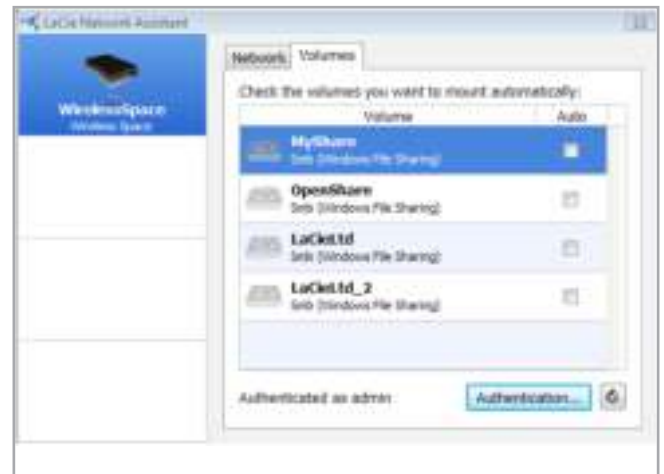 LaCie Network Assistant
WirelessSpace
Wireless Space
Network Volumes
Check the volumes you want to mount automatically:
Volume Auto
MyShare
Smb (Windows File Sharing)
OpenShare
Smb (Windows File Sharing)
LaCieLtd
Smb (Windows File Sharing)
LaCieLtd_2
Smb (Windows File Sharing)
Authenticated as admin Authentication...